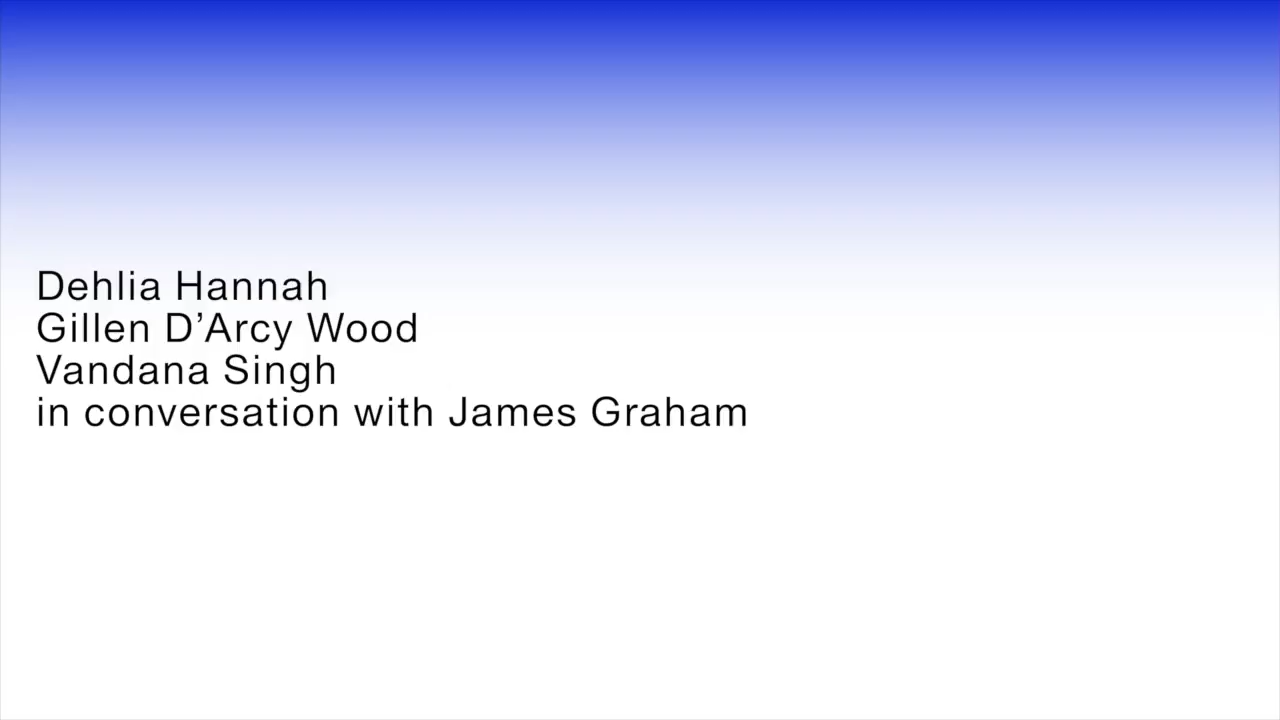 Dehlia Hannah
Gillen D’Arcy Wood
Vandana Singh
in conversation with James Graham